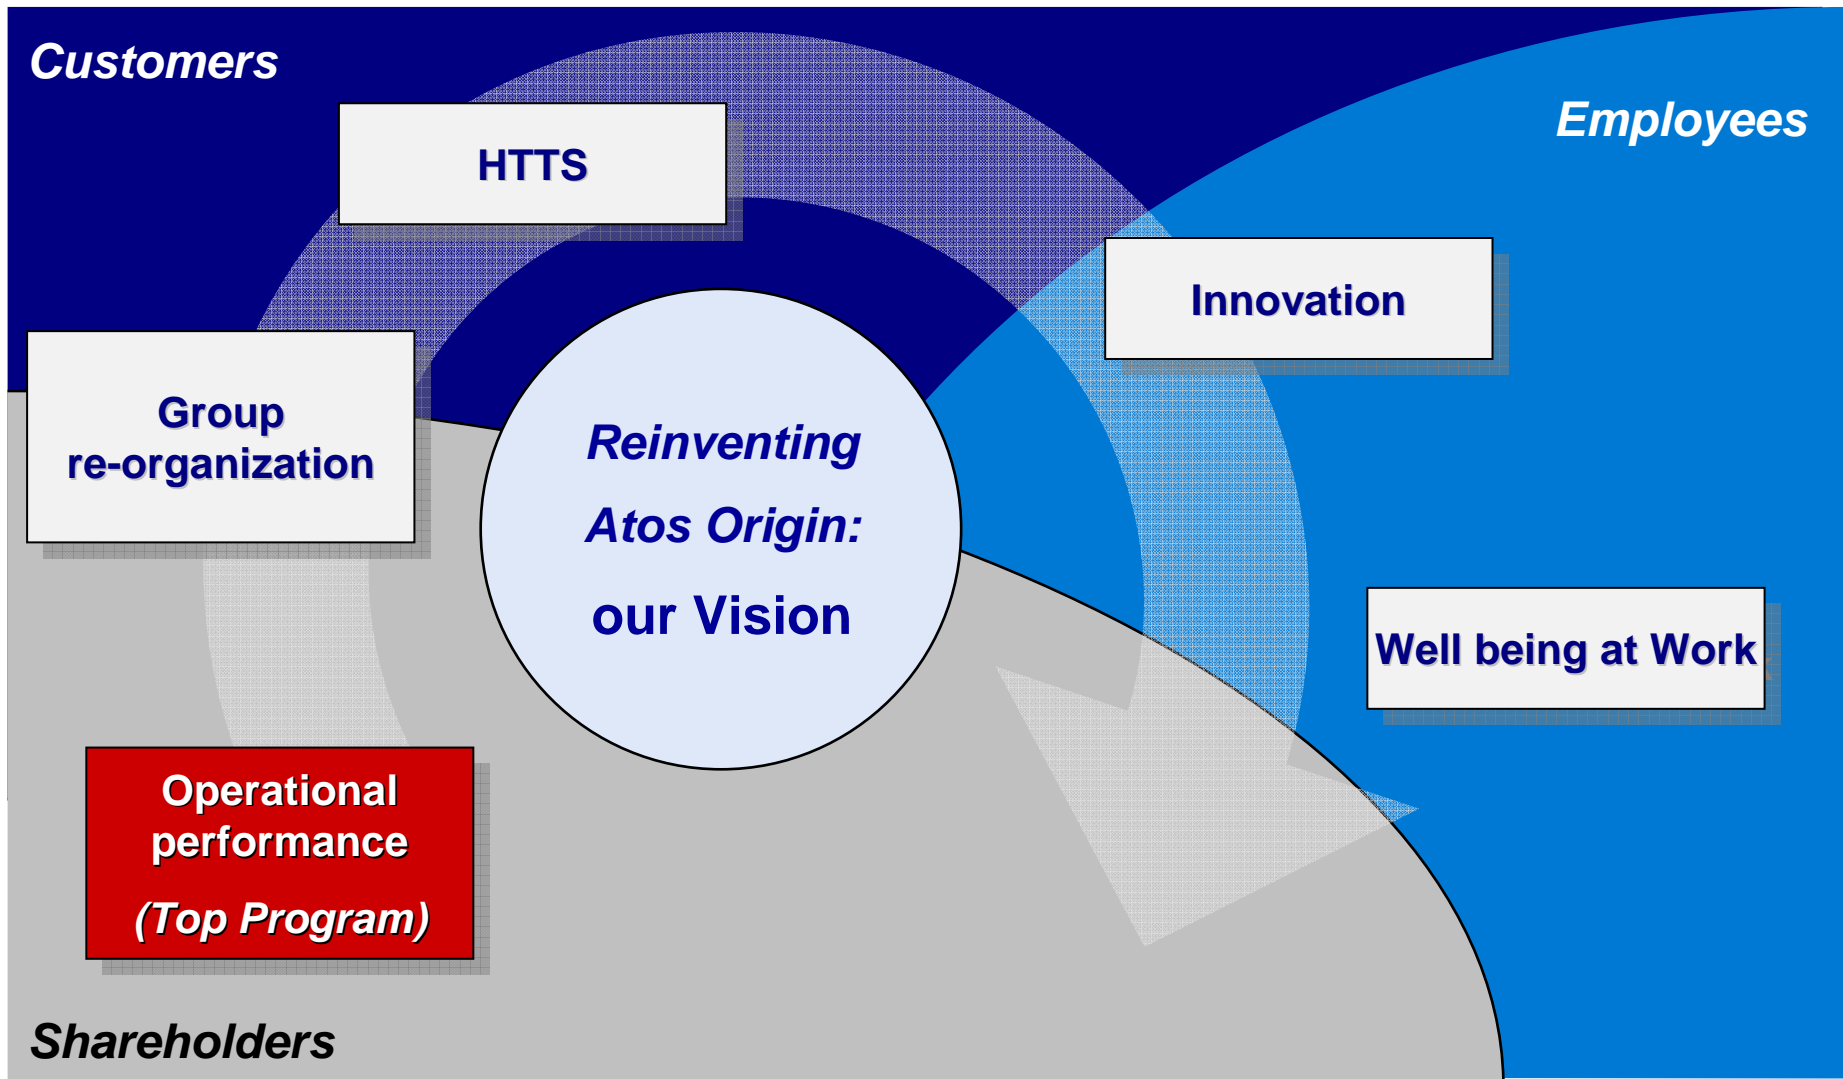 Customers
Employees
HTTS
Innovation
Group
re-organization
Reinventing
Atos Origin:
our Vision
Well being at Work
Operational
performance
(Top Program)
Shareholders